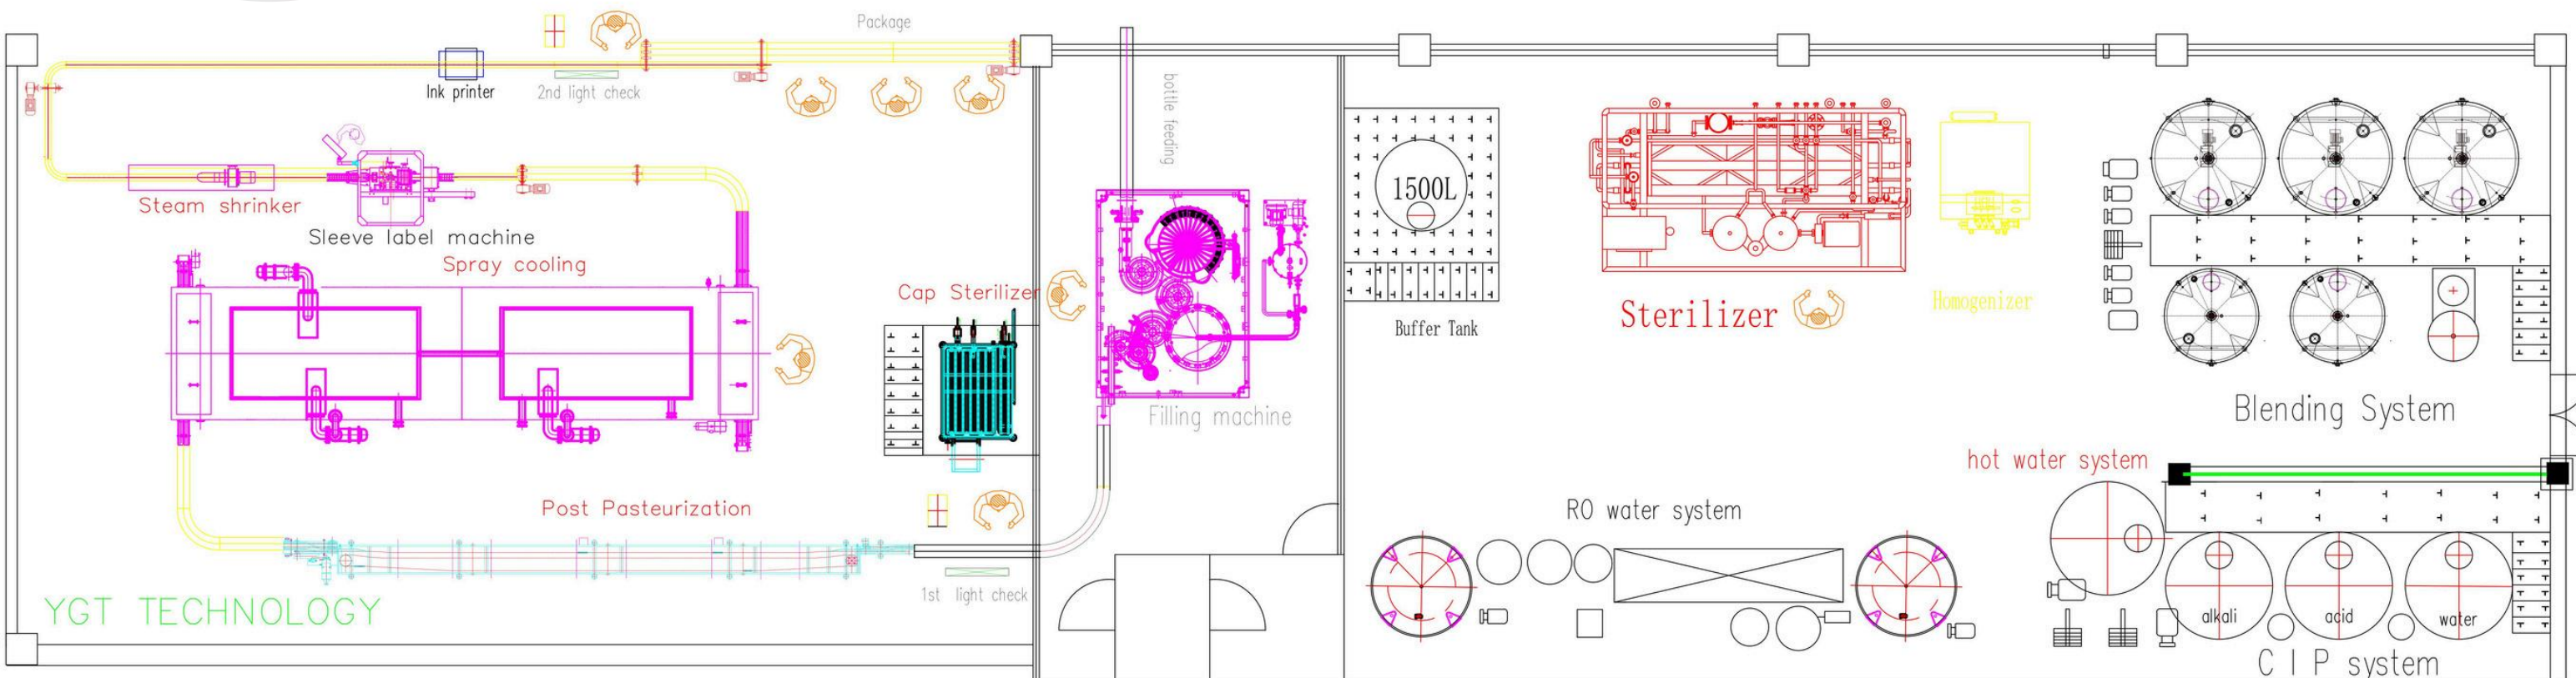 Package
Ink printer
2nd light check
bottle feeding
1500L
Steam shrinker
Sleeve label machine
Spray cooling
Cap Sterilizer
Sterilizer
Homogenizer
Buffer Tank
Filling machine
Blending System
hot water system
Post Pasteurization
RO water system
1st light check
YGT TECHNOLOGY
alkali
acid
water
C I P system